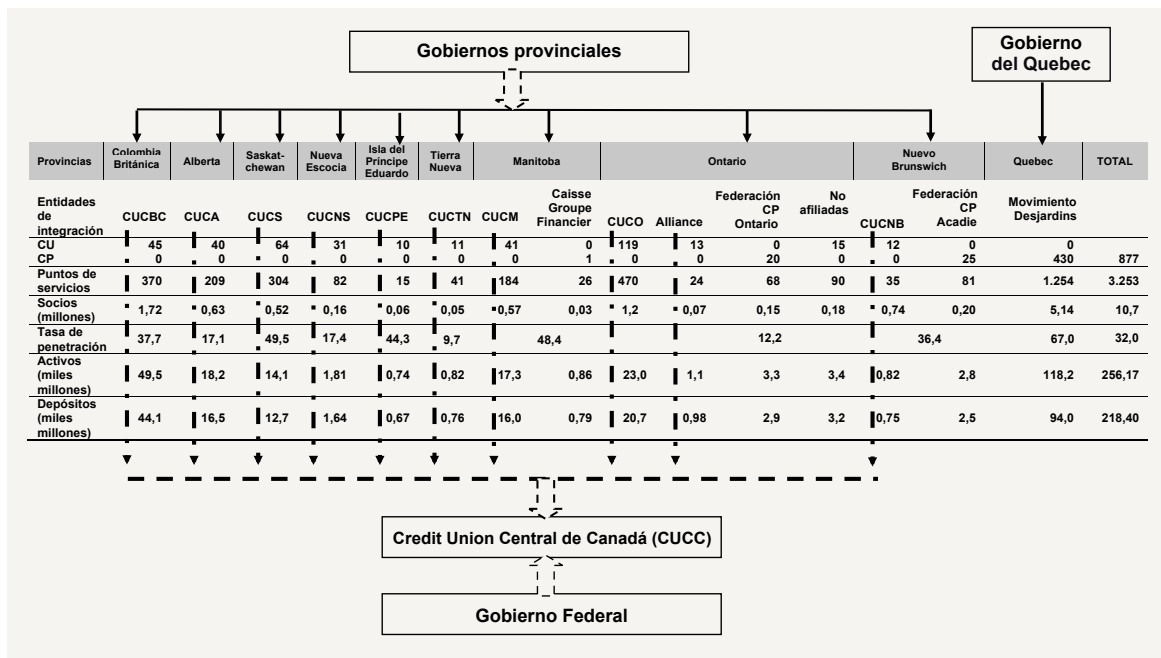 Gobiernos provinciales
Gobierno
del Quebec
Provincias Colombia Británica Alberta Saskat-chewan Nueva Escocia Isla del Príncipe Eduardo Tierra Nueva Manitoba Ontario Nuevo Brunswich Quebec TOTAL
Entidades de integración CUCBC CUCA CUCS CUCNS CUCPE CUCTN CUCM Caisse Groupe Financier CUCO Alliance Federación CP Ontario No afiliadas CUCNB Federación CP Acadie Movimiento Desjardins
CU 45 40 64 31 10 11 41 0 119 13 0 15 12 0 0
CP 0 0 0 0 0 0 0 1 0 0 20 0 0 25 430 877
Puntos de servicios 370 209 304 82 15 41 184 26 470 24 68 90 35 81 1.254 3.253
Socios (millones) 1,72 0,63 0,52 0,16 0,06 0,05 0,57 0,03 1,2 0,07 0,15 0,18 0,74 0,20 5,14 10,7
Tasa de penetración 37,7 17,1 49,5 17,4 44,3 9,7 48,4 12,2 36,4 67,0 32,0
Activos (miles millones) 49,5 18,2 14,1 1,81 0,74 0,82 17,3 0,86 23,0 1,1 3,3 3,4 0,82 2,8 118,2 256,17
Depósitos (miles millones) 44,1 16,5 12,7 1,64 0,67 0,76 16,0 0,79 20,7 0,98 2,9 3,2 0,75 2,5 94,0 218,40
Credit Union Central de Canadá (CUCC)
Gobierno Federal